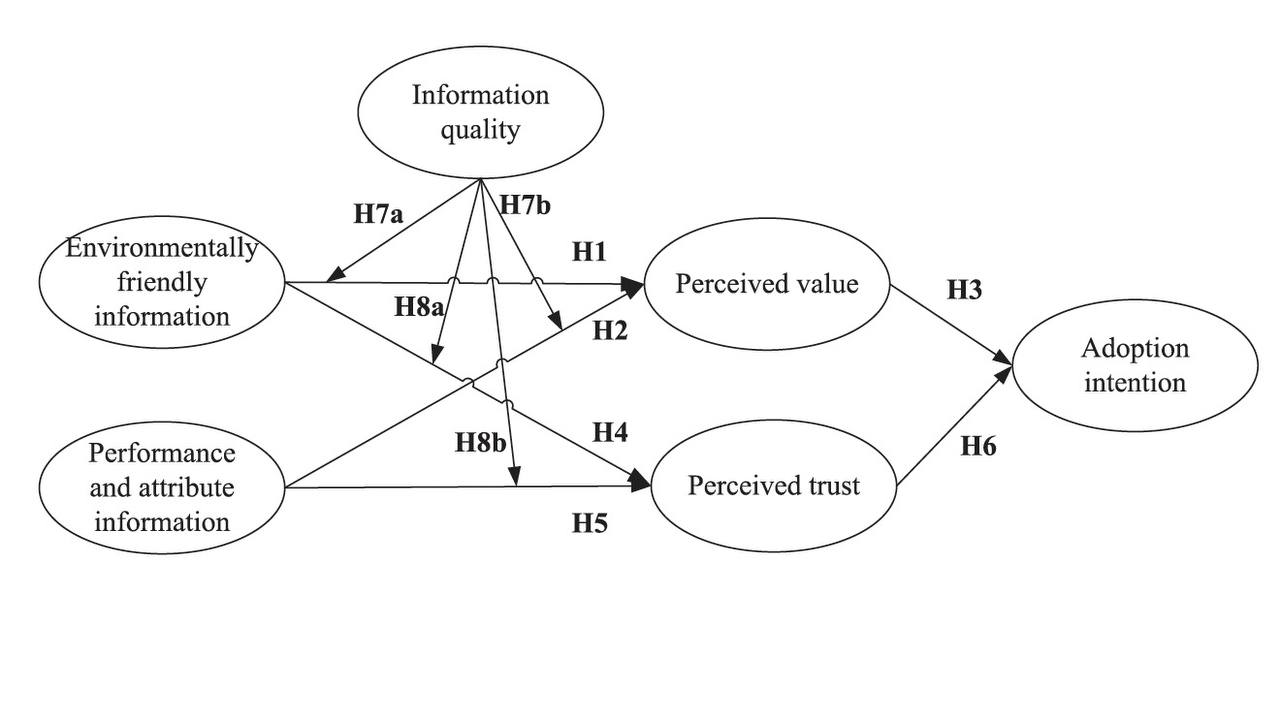 Information
quality
H7a
H7b
Environmentally
friendly
information
H1
Perceived value
H3
H8a
H2
Adoption
intention
Performance
and attribute
information
H8b
H4
Perceived trust
H6
H5